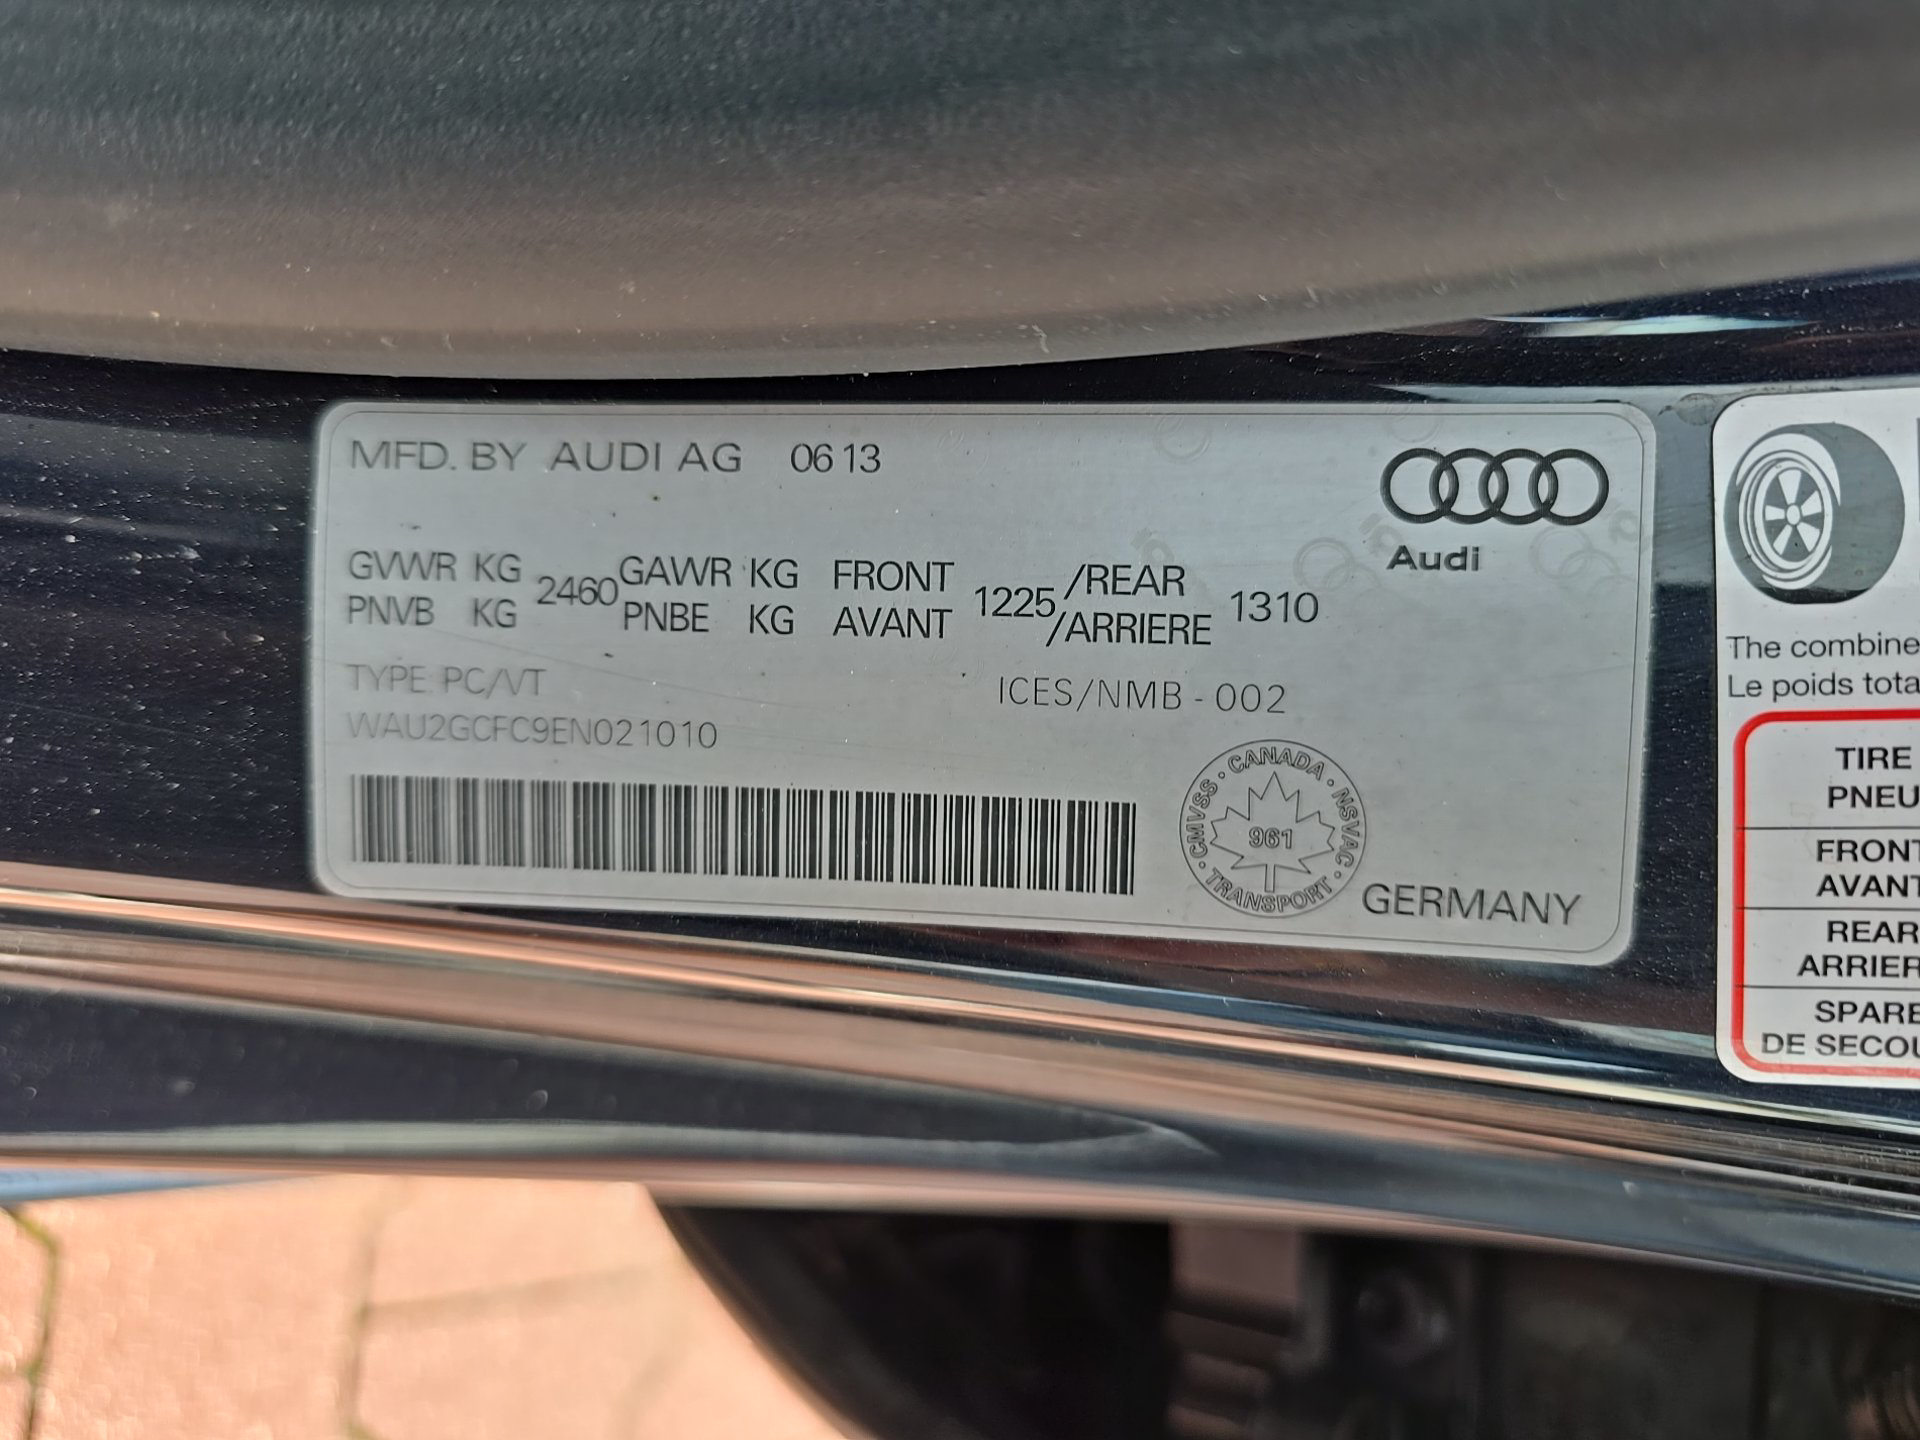 MFD. BY AUDI AG 0613
Audi
GVWR KG 2460 GAWR KG FRONT 1225 /REAR 1310
PNVB KG PNBE KG AVANT /ARRIERE
TYPE PC/VT
ICES/NMB - 002
WAU2GCFC9EN021010
CANADA · NSVAC · TRANSPORT · CMVSS ·
961
GERMANY
The combine
Le poids tota
TIRE
PNEU
FRONT
AVANT
REAR
ARRIER
SPARE
DE SECOU